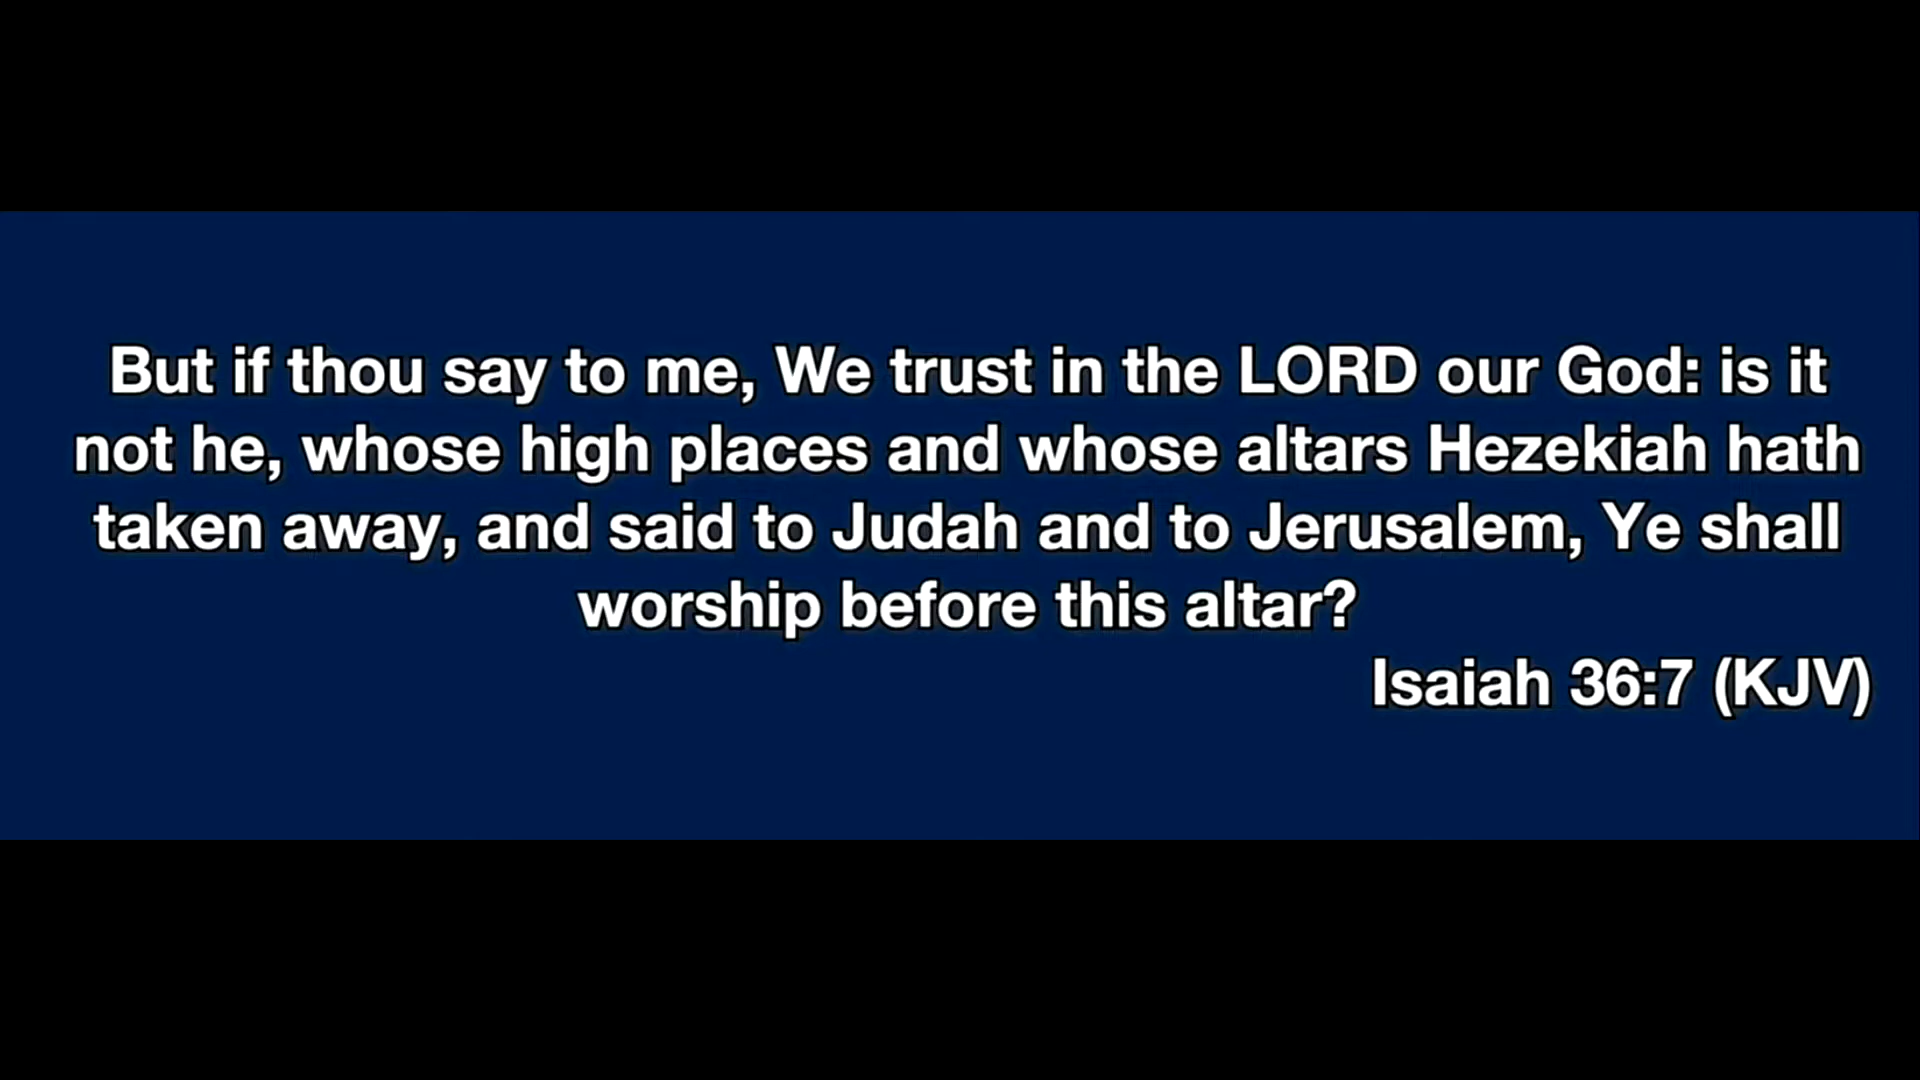 But if thou say to me, We trust in the LORD our God: is it
not he, whose high places and whose altars Hezekiah hath
taken away, and said to Judah and to Jerusalem, Ye shall
worship before this altar?
Isaiah 36:7 (KJV)